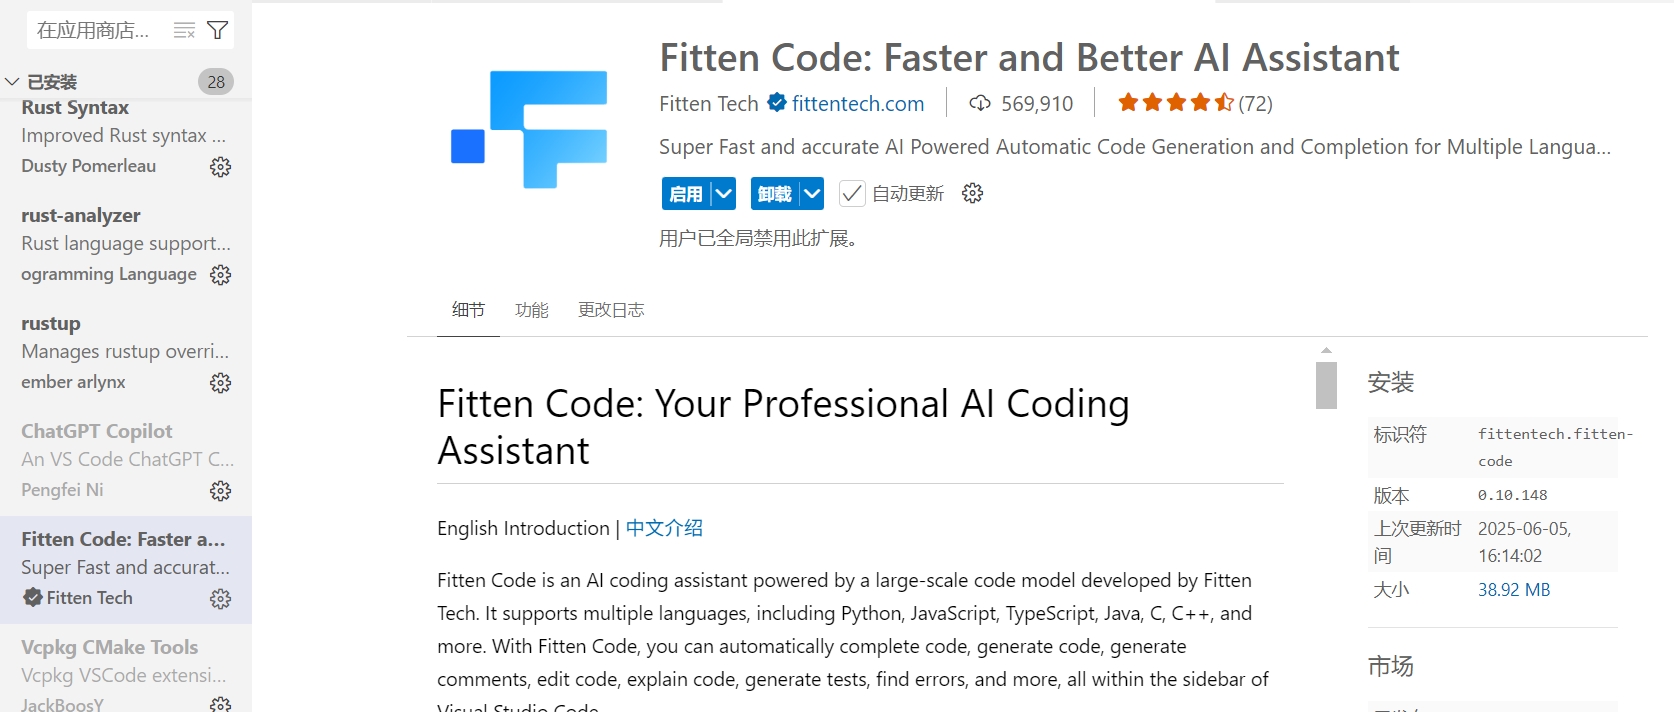 在应用商店...
已安装
28
Rust Syntax
Improved Rust syntax ...
Dusty Pomerleau
rust-analyzer
Rust language support...
ogramming Language
rustup
Manages rustup overri...
ember arlynx
ChatGPT Copilot
An VS Code ChatGPT C...
Pengfei Ni
Fitten Code: Faster a...
Super Fast and accurat...
Fitten Tech
Vcpkg CMake Tools
Vcpkg VSCode extensi...
JackBoosY
Fitten Code: Faster and Better AI Assistant
Fitten Tech fittentech.com 569,910 (72)
Super Fast and accurate AI Powered Automatic Code Generation and Completion for Multiple Langua...
启用 卸载 自动更新
用户已全局禁用此扩展。
细节 功能 更改日志
Fitten Code: Your Professional AI Coding
Assistant
English Introduction | 中文介绍
Fitten Code is an AI coding assistant powered by a large-scale code model developed by Fitten
Tech. It supports multiple languages, including Python, JavaScript, TypeScript, Java, C, C++, and
more. With Fitten Code, you can automatically complete code, generate code, generate
comments, edit code, explain code, generate tests, find errors, and more, all within the sidebar of
Visual Studio Code.
安装
标识符 fittentech.fitten-
code
版本 0.10.148
上次更新时 2025-06-05,
间 16:14:02
大小 38.92 MB
市场